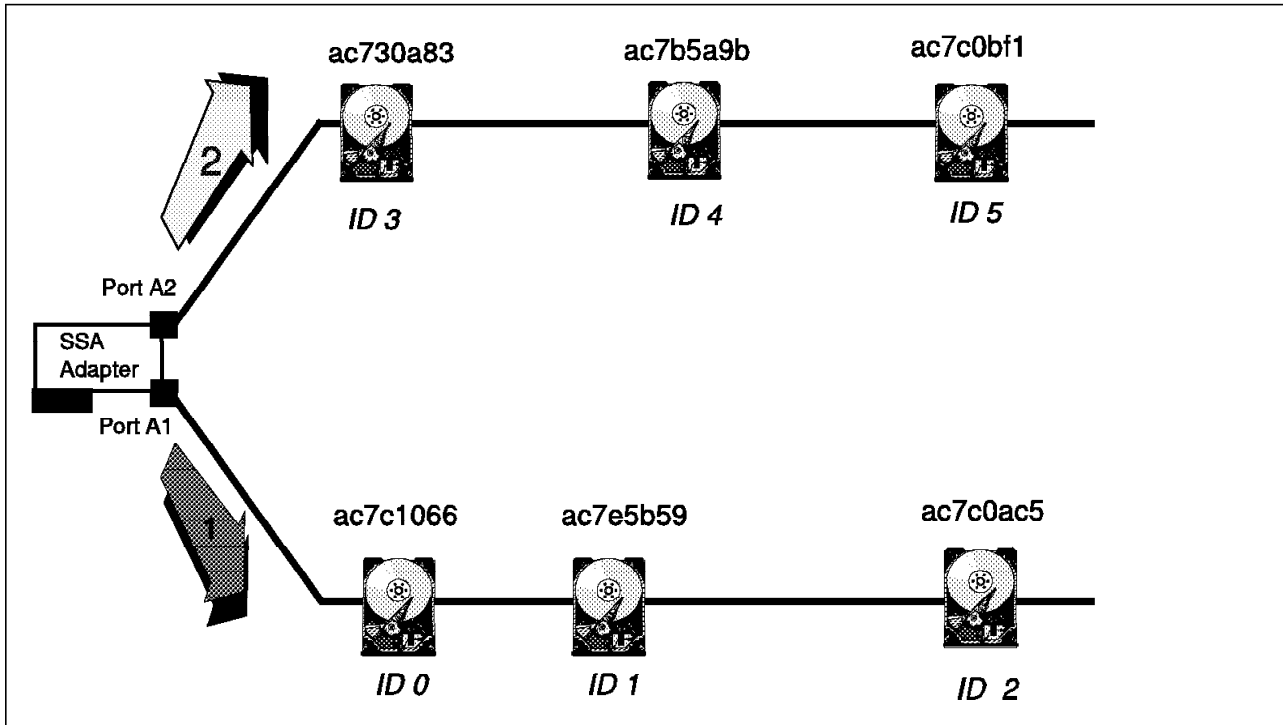 ac730a83
ac7b5a9b
ac7c0bf1
2
ID 3
ID 4
ID 5
Port A2
SSA
Adapter
Port A1
1
ac7c1066
ac7e5b59
ac7c0ac5
ID 0
ID 1
ID 2